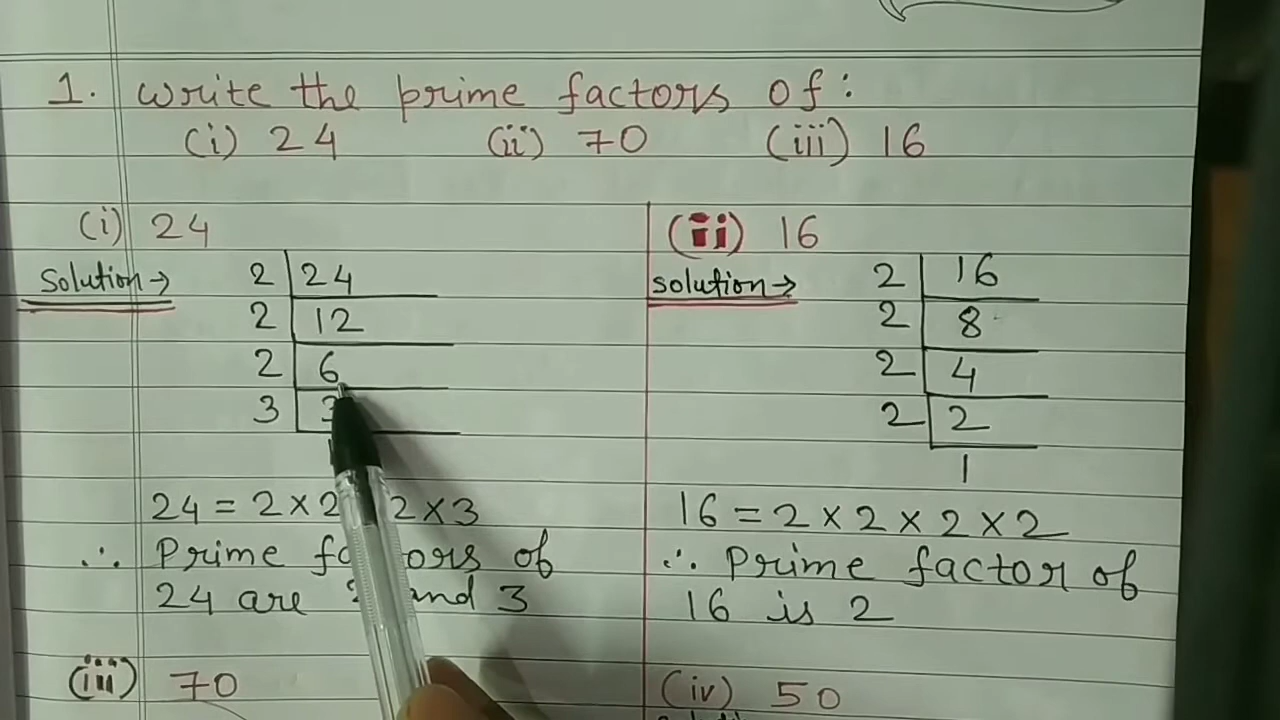 1. Write the prime factors of:
(i) 24 (ii) 70 (iii) 16
(i) 24
Solution →
2 24
2 12
2 6
3 3
24 = 2 × 2 2 × 3
∴ Prime factors of
24 are and 3
(ii) 16
solution →
2 16
2 8
2 4
2 2
1
16 = 2 × 2 × 2 × 2
∴ Prime factor of
16 is 2
(iii) 70
(iv) 50